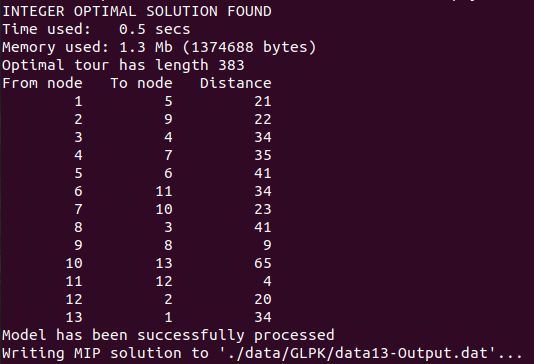 INTEGER OPTIMAL SOLUTION FOUND
Time used:   0.5 secs
Memory used: 1.3 Mb (1374688 bytes)
Optimal tour has length 383
From node   To node   Distance
         1         5         21
         2         9         22
         3         4         34
         4         7         35
         5         6         41
         6        11         34
         7        10         23
         8         3         41
         9         8          9
        10        13         65
        11        12          4
        12         2         20
        13         1         34
Model has been successfully processed
Writing MIP solution to './data/GLPK/data13-Output.dat'...